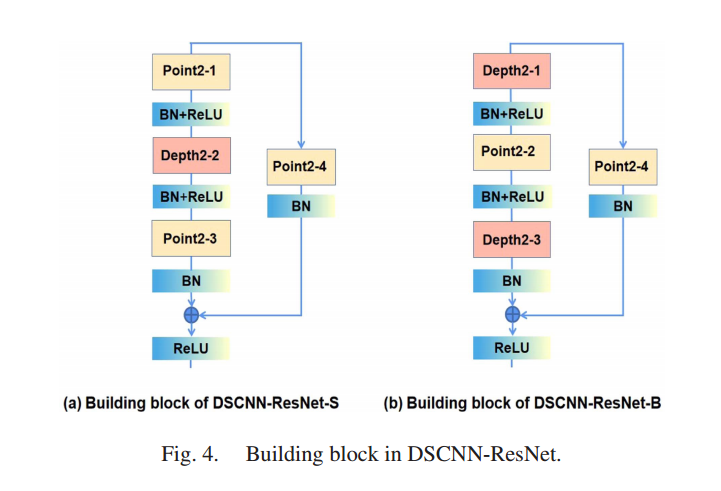 Point2-1
BN+ReLU
Depth2-2
BN+ReLU
Point2-3
BN
ReLU
Point2-4
BN
(a) Building block of DSCNN-ResNet-S
Depth2-1
BN+ReLU
Point2-2
BN+ReLU
Depth2-3
BN
ReLU
Point2-4
BN
(b) Building block of DSCNN-ResNet-B
Fig. 4. Building block in DSCNN-ResNet.